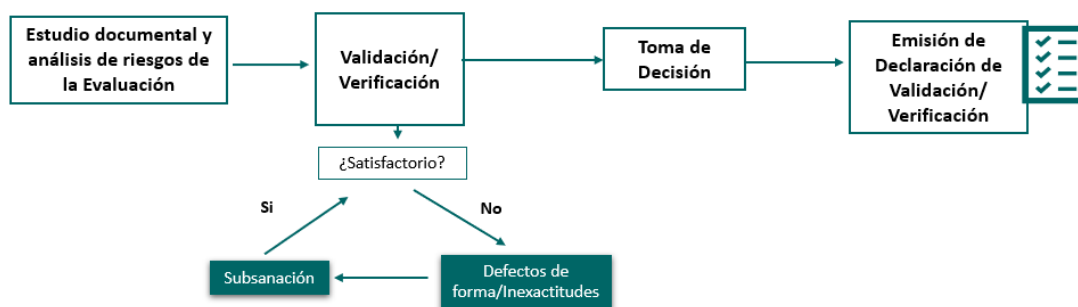 Estudio documental y
análisis de riesgos de
la Evaluación
Validación/
Verificación
Toma de
Decisión
Emisión de
Declaración de
Validación/
Verificación
¿Satisfactorio?
Si
No
Subsanación
Defectos de
forma/Inexactitudes